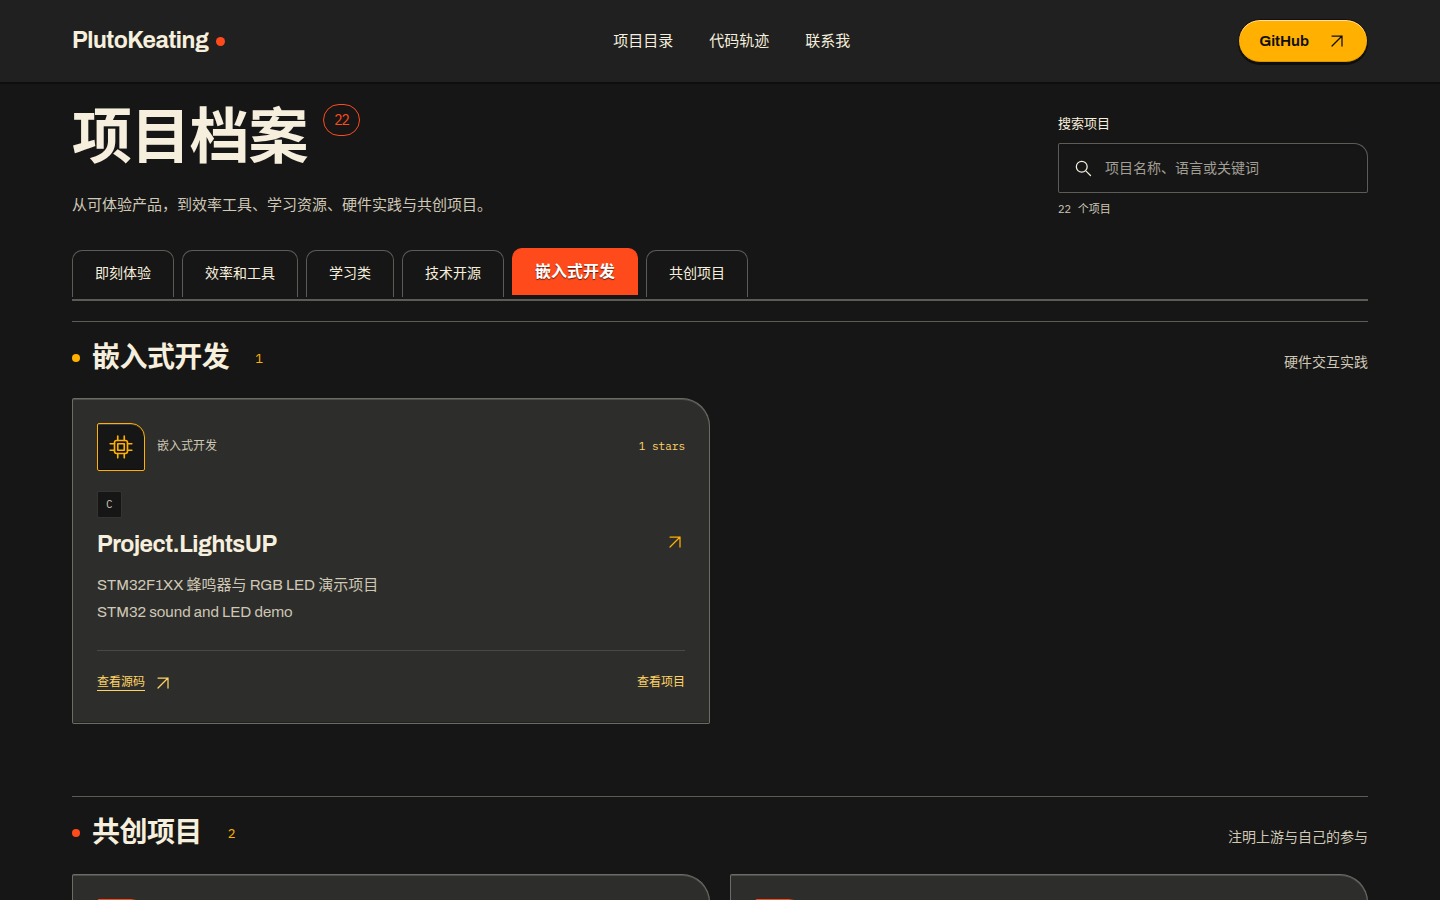 PlutoKeating
项目目录
代码轨迹
联系我
GitHub
项目档案
22
从可体验产品，到效率工具、学习资源、硬件实践与共创项目。
搜索项目
项目名称、语言或关键词
22 个项目
即刻体验
效率和工具
学习类
技术开源
嵌入式开发
共创项目
嵌入式开发
1
硬件交互实践
嵌入式开发
1 stars
C
Project.LightsUP
STM32F1XX 蜂鸣器与 RGB LED 演示项目
STM32 sound and LED demo
查看源码
查看项目
共创项目
2
注明上游与自己的参与